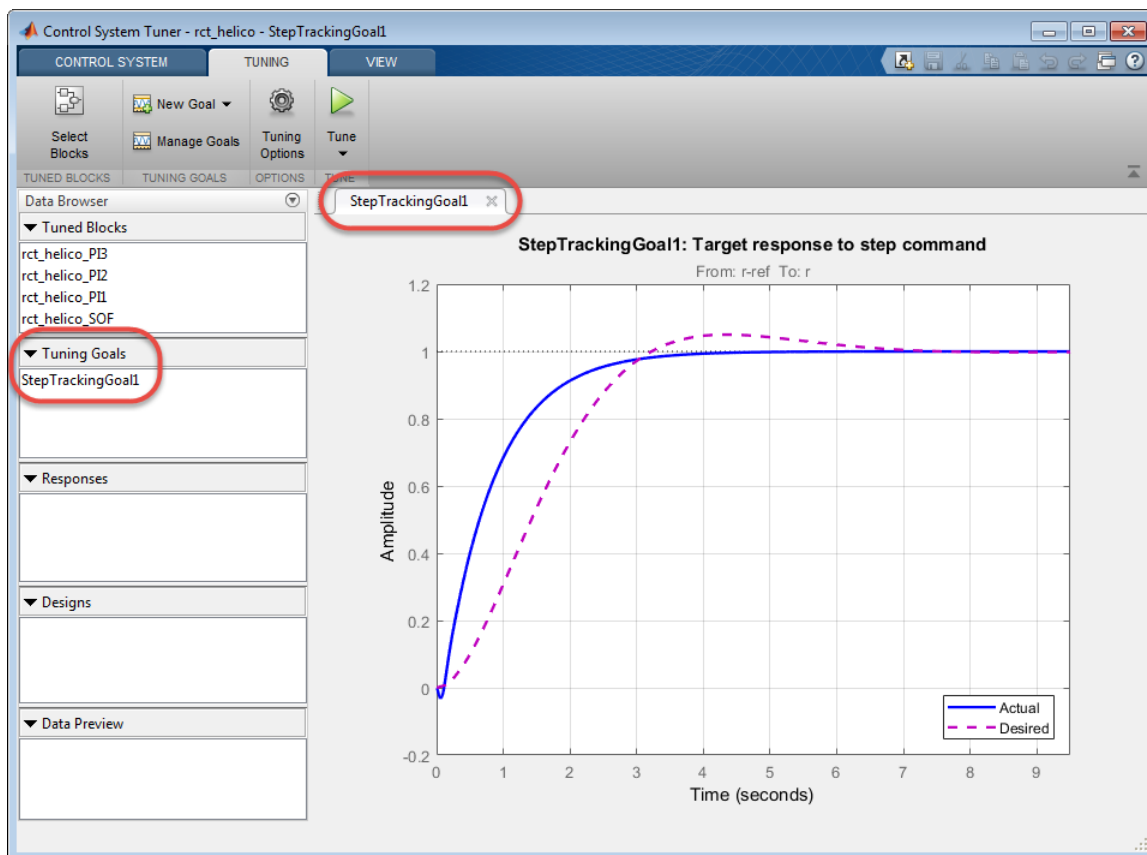 Control System Tuner - rct_helico - StepTrackingGoal1
CONTROL SYSTEM TUNING VIEW
Select Blocks
New Goal
Manage Goals
Tuning Options
Tune
TUNED BLOCKS TUNING GOALS OPTIONS TUNE
Data Browser
Tuned Blocks
rct_helico_PI3
rct_helico_PI2
rct_helico_PI1
rct_helico_SOF
Tuning Goals
StepTrackingGoal1
Responses
Designs
Data Preview
StepTrackingGoal1
StepTrackingGoal1: Target response to step command
From: r-ref To: r
1.2
1
0.8
0.6
0.4
0.2
0
-0.2
Amplitude
0 1 2 3 4 5 6 7 8 9
Time (seconds)
Actual
Desired